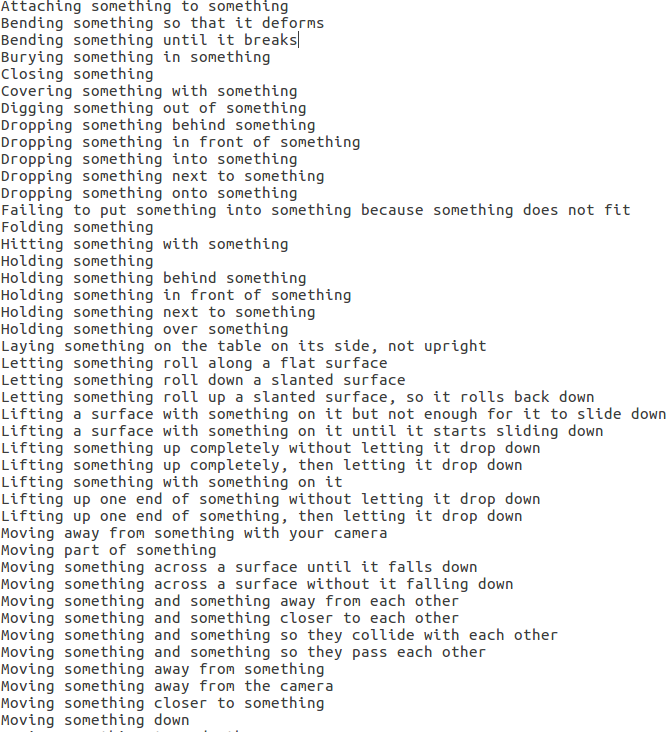 Attaching something to something
Bending something so that it deforms
Bending something until it breaks
Burying something in something
Closing something
Covering something with something
Digging something out of something
Dropping something behind something
Dropping something in front of something
Dropping something into something
Dropping something next to something
Dropping something onto something
Failing to put something into something because something does not fit
Folding something
Hitting something with something
Holding something
Holding something behind something
Holding something in front of something
Holding something next to something
Holding something over something
Laying something on the table on its side, not upright
Letting something roll along a flat surface
Letting something roll down a slanted surface
Letting something roll up a slanted surface, so it rolls back down
Lifting a surface with something on it but not enough for it to slide down
Lifting a surface with something on it until it starts sliding down
Lifting something up completely without letting it drop down
Lifting something up completely, then letting it drop down
Lifting something with something on it
Lifting up one end of something without letting it drop down
Lifting up one end of something, then letting it drop down
Moving away from something with your camera
Moving part of something
Moving something across a surface until it falls down
Moving something across a surface without it falling down
Moving something and something away from each other
Moving something and something closer to each other
Moving something and something so they collide with each other
Moving something and something so they pass each other
Moving something away from something
Moving something away from the camera
Moving something closer to something
Moving something down